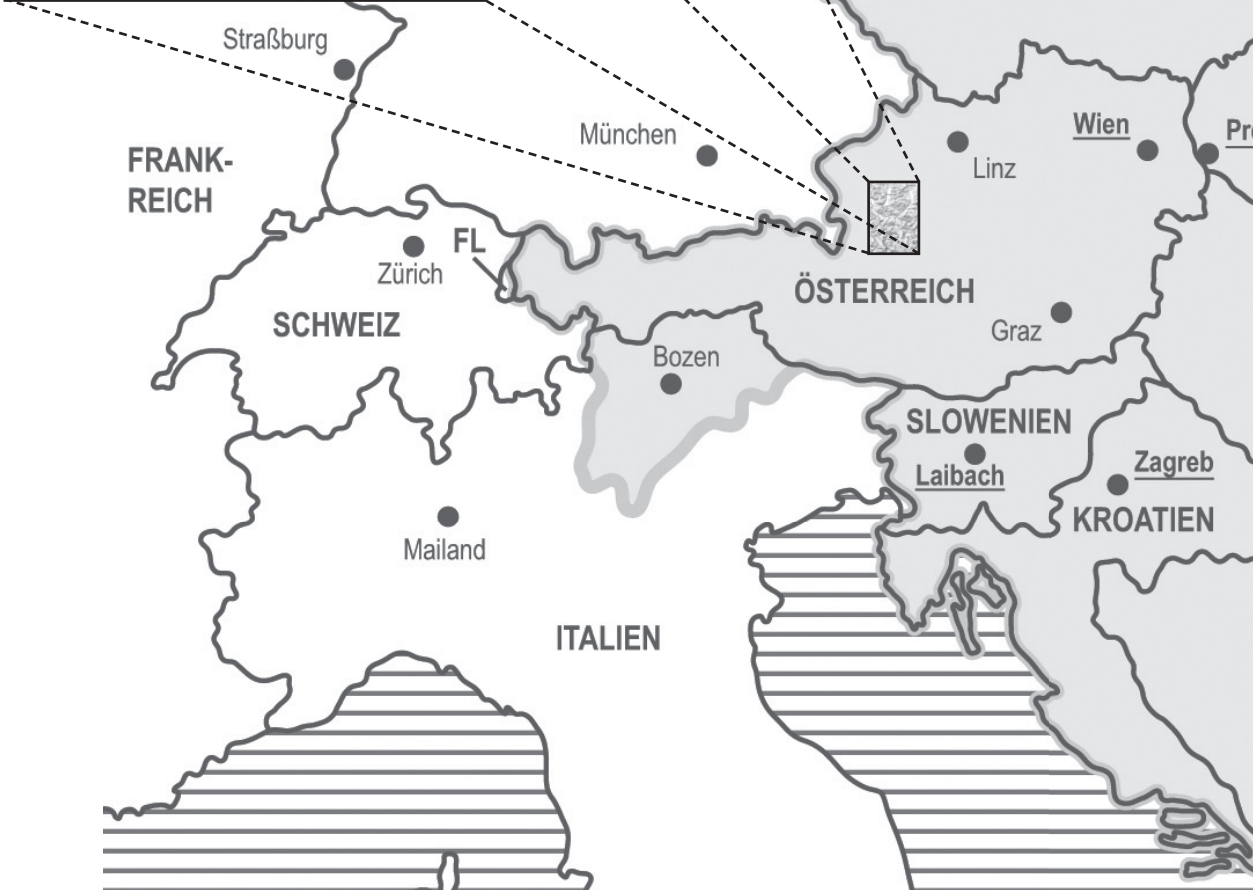 Straßburg
München
Wien
Linz
FRANK-
REICH
FL
Zürich
ÖSTERREICH
SCHWEIZ
Graz
Bozen
SLOWENIEN
Laibach
Zagreb
KROATIEN
Mailand
ITALIEN